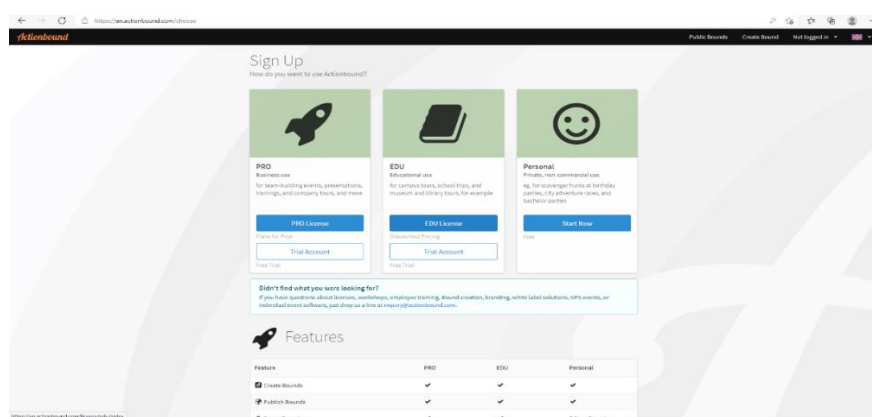 https://en.actionbound.com/choose
Actionbound
Public Bounds Create Bound Not logged in
Sign Up
How do you want to use Actionbound?
PRO
Business use
for team-building events, presentations,
trainings, and company tours, and more
PRO License
Plans for Pros
Trial Account
Free Trial
EDU
Educational use
for campus tours, school trips, and
museum and library tours, for example
EDU License
Discounted Pricing
Trial Account
Free Trial
Personal
Private, non-commercial use
eg. for scavenger hunts at birthday
parties, city adventure races, and
bachelor parties
Start Now
Free
Didn't find what you were looking for?
If you have questions about licenses, workshops, employee training, Bound creation, branding, white label solutions, GPS events, or
individual event software, just drop us a line at inquiry@actionbound.com.
Features
Feature PRO EDU Personal
Create Bounds
Publish Bounds